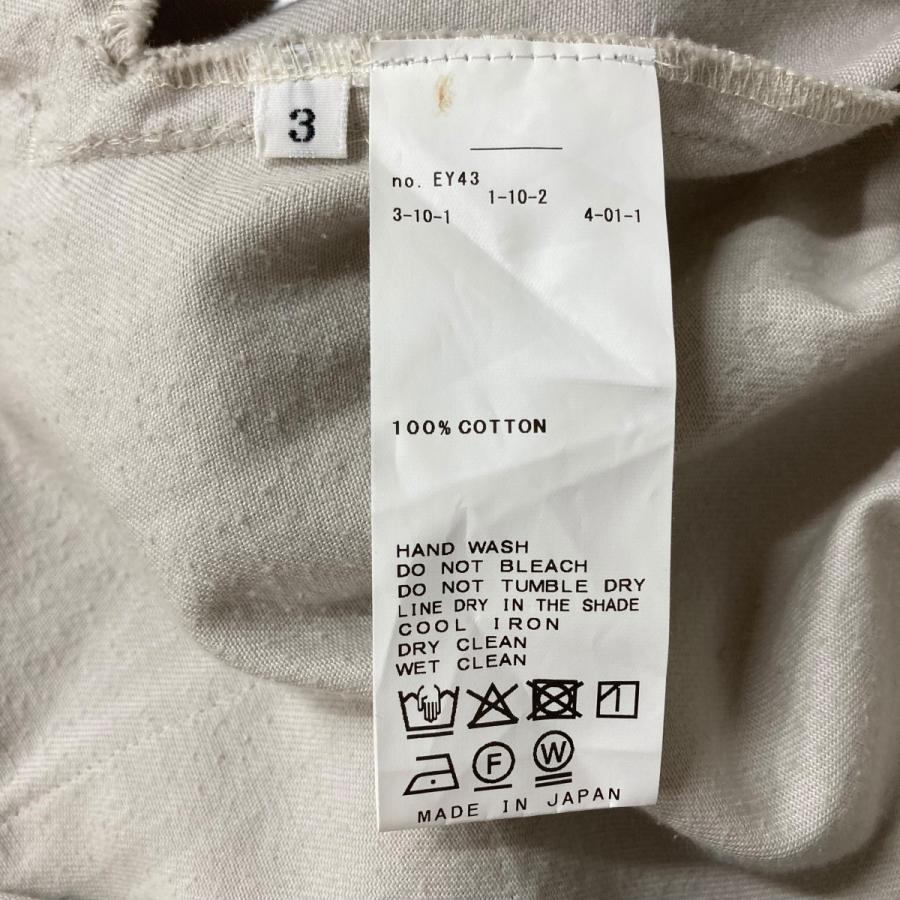 3
no. EY43
1-10-2
3-10-1 4-01-1
100% COTTON
HAND WASH
DO NOT BLEACH
DO NOT TUMBLE DRY
LINE DRY IN THE SHADE
COOL IRON
DRY CLEAN
WET CLEAN
F W
MADE IN JAPAN